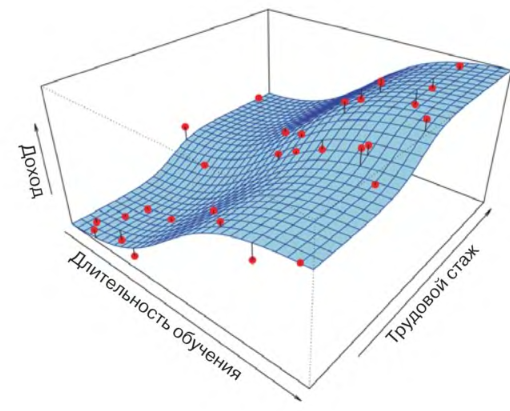 Доход
Длительность обучения
Трудовой стаж